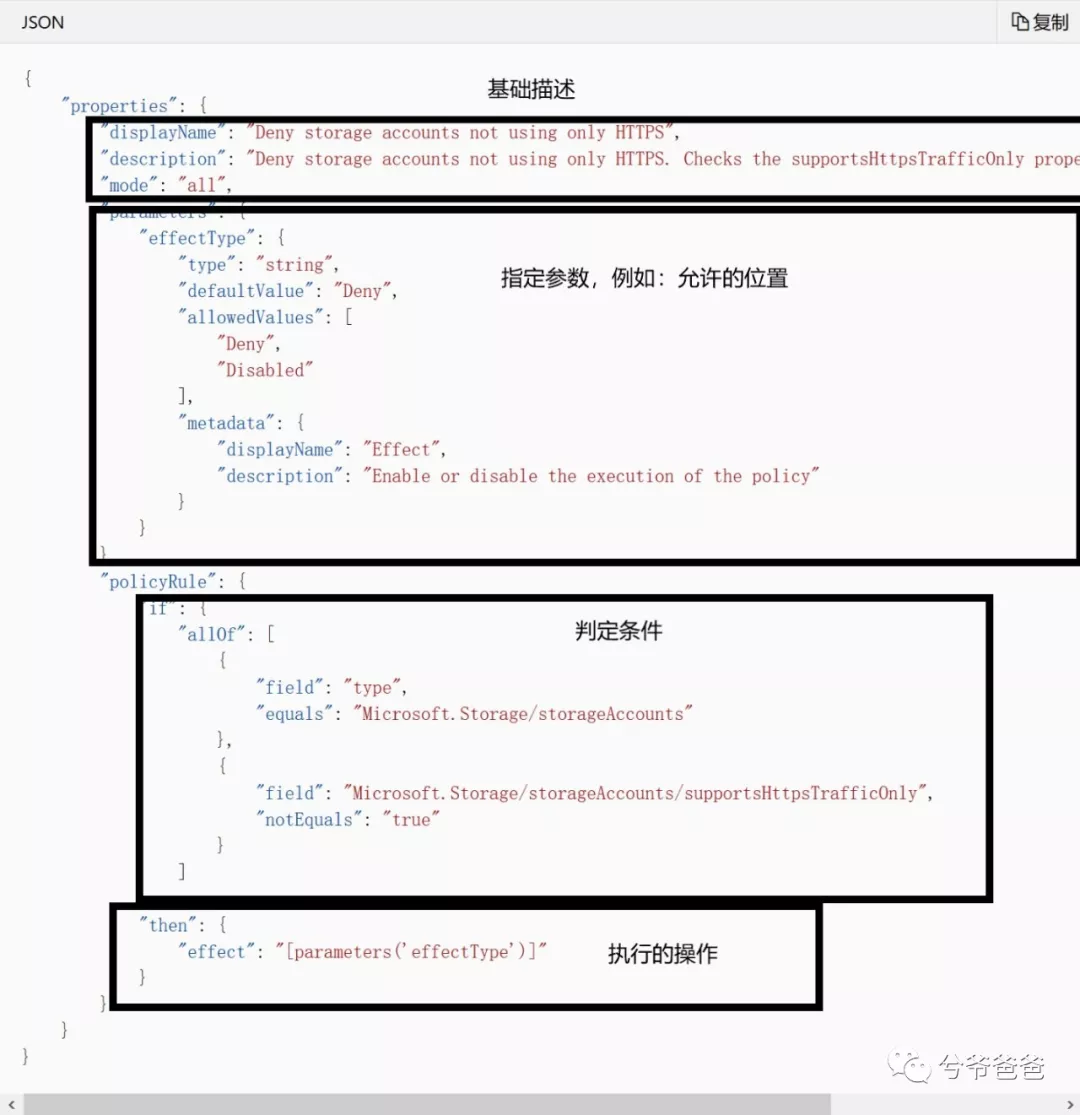 JSON
复制
{
基础描述
"properties": {
"displayName": "Deny storage accounts not using only HTTPS",
"description": "Deny storage accounts not using only HTTPS. Checks the supportsHttpsTrafficOnly prope
"mode": "all",
"parameters": {
"effectType": {
"type": "string",
指定参数，例如：允许的位置
"defaultValue": "Deny",
"allowedValues": [
"Deny",
"Disabled"
],
"metadata": {
"displayName": "Effect",
"description": "Enable or disable the execution of the policy"
}
}
}
"policyRule": {
if": {
判定条件
"allOf": [
{
"field": "type",
"equals": "Microsoft.Storage/storageAccounts"
},
{
"field": "Microsoft.Storage/storageAccounts/supportsHttpsTrafficOnly",
"notEquals": "true"
}
]
"then": {
"effect": "[parameters('effectType')]"
执行的操作
}
}
}
}
兮爷爸爸